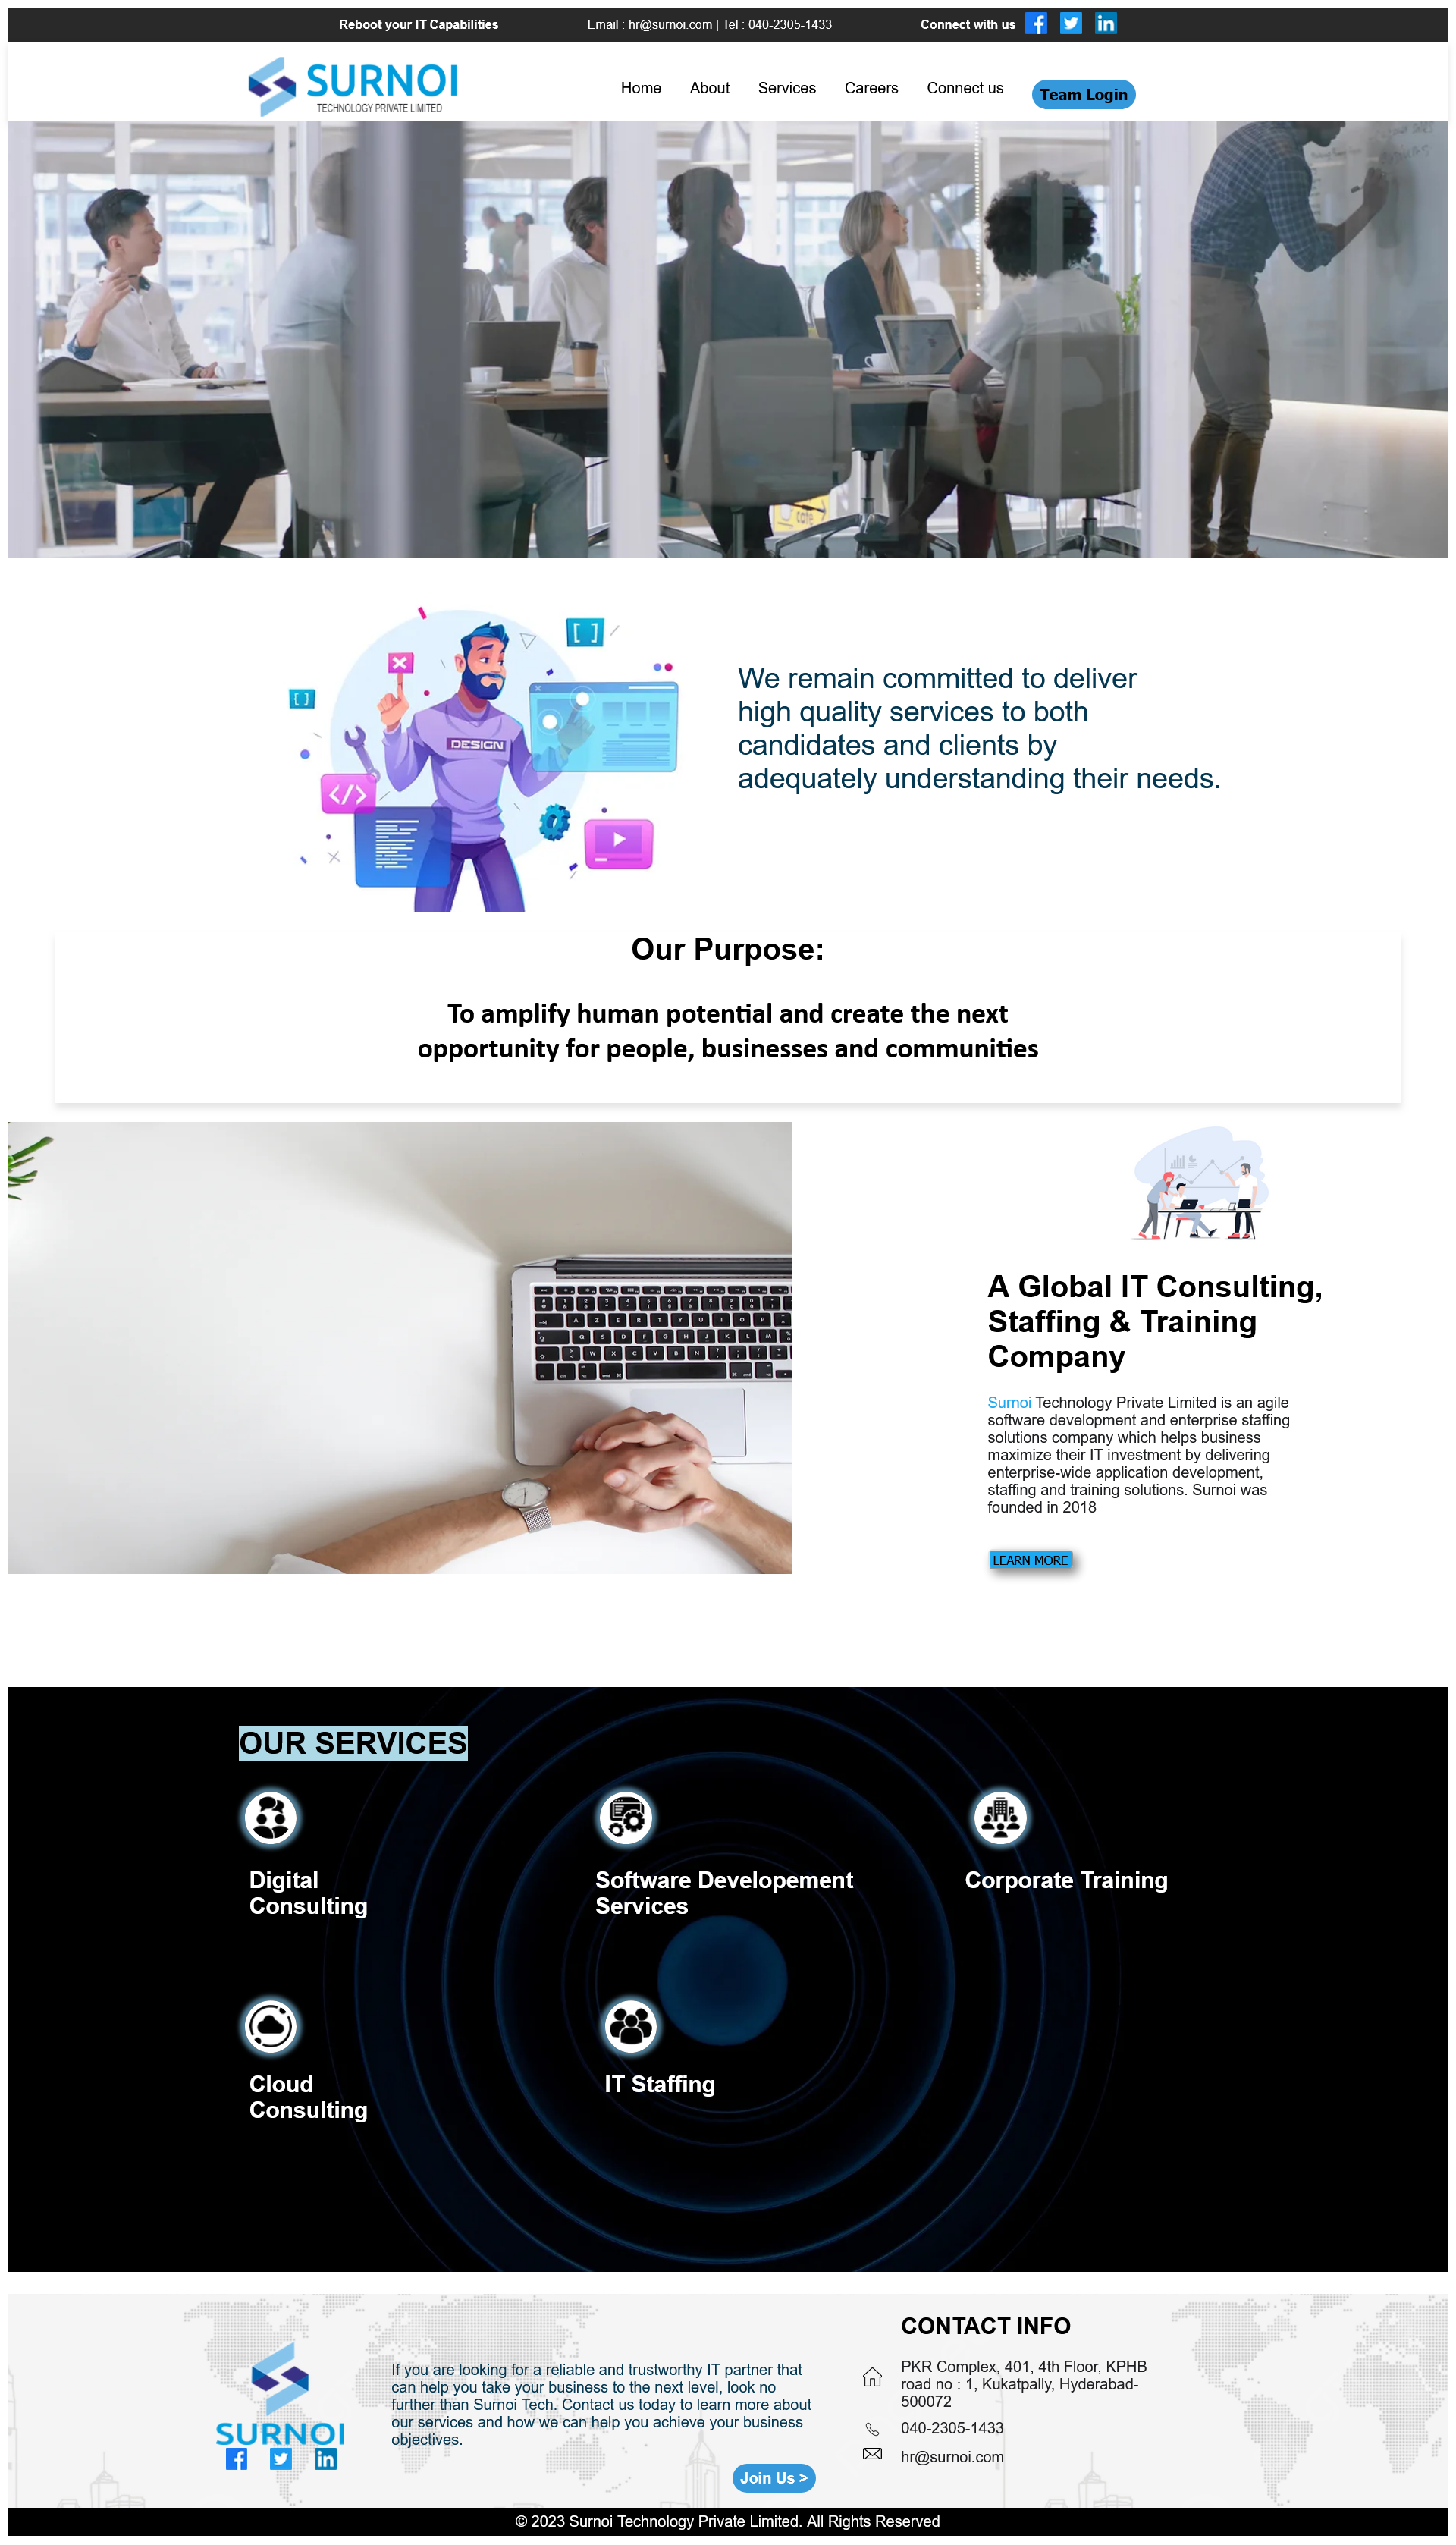 Reboot your IT Capabilities
Email : hr@surnoi.com | Tel : 040-2305-1433
Connect with us
SURNOI
TECHNOLOGY PRIVATE LIMITED
Home
About
Services
Careers
Connect us
Team Login
cafe
DESIGN
We remain committed to deliver
high quality services to both
candidates and clients by
adequately understanding their needs.
Our Purpose:
To amplify human potential and create the next
opportunity for people, businesses and communities
A Global IT Consulting,
Staffing & Training
Company
Surnoi Technology Private Limited is an agile
software development and enterprise staffing
solutions company which helps business
maximize their IT investment by delivering
enterprise-wide application development,
staffing and training solutions. Surnoi was
founded in 2018
LEARN MORE
OUR SERVICES
Digital
Consulting
Software Developement
Services
Corporate Training
Cloud
Consulting
IT Staffing
SURNOI
If you are looking for a reliable and trustworthy IT partner that
can help you take your business to the next level, look no
further than Surnoi Tech. Contact us today to learn more about
our services and how we can help you achieve your business
objectives.
Join Us >
CONTACT INFO
PKR Complex, 401, 4th Floor, KPHB
road no : 1, Kukatpally, Hyderabad-
500072
040-2305-1433
hr@surnoi.com
© 2023 Surnoi Technology Private Limited. All Rights Reserved